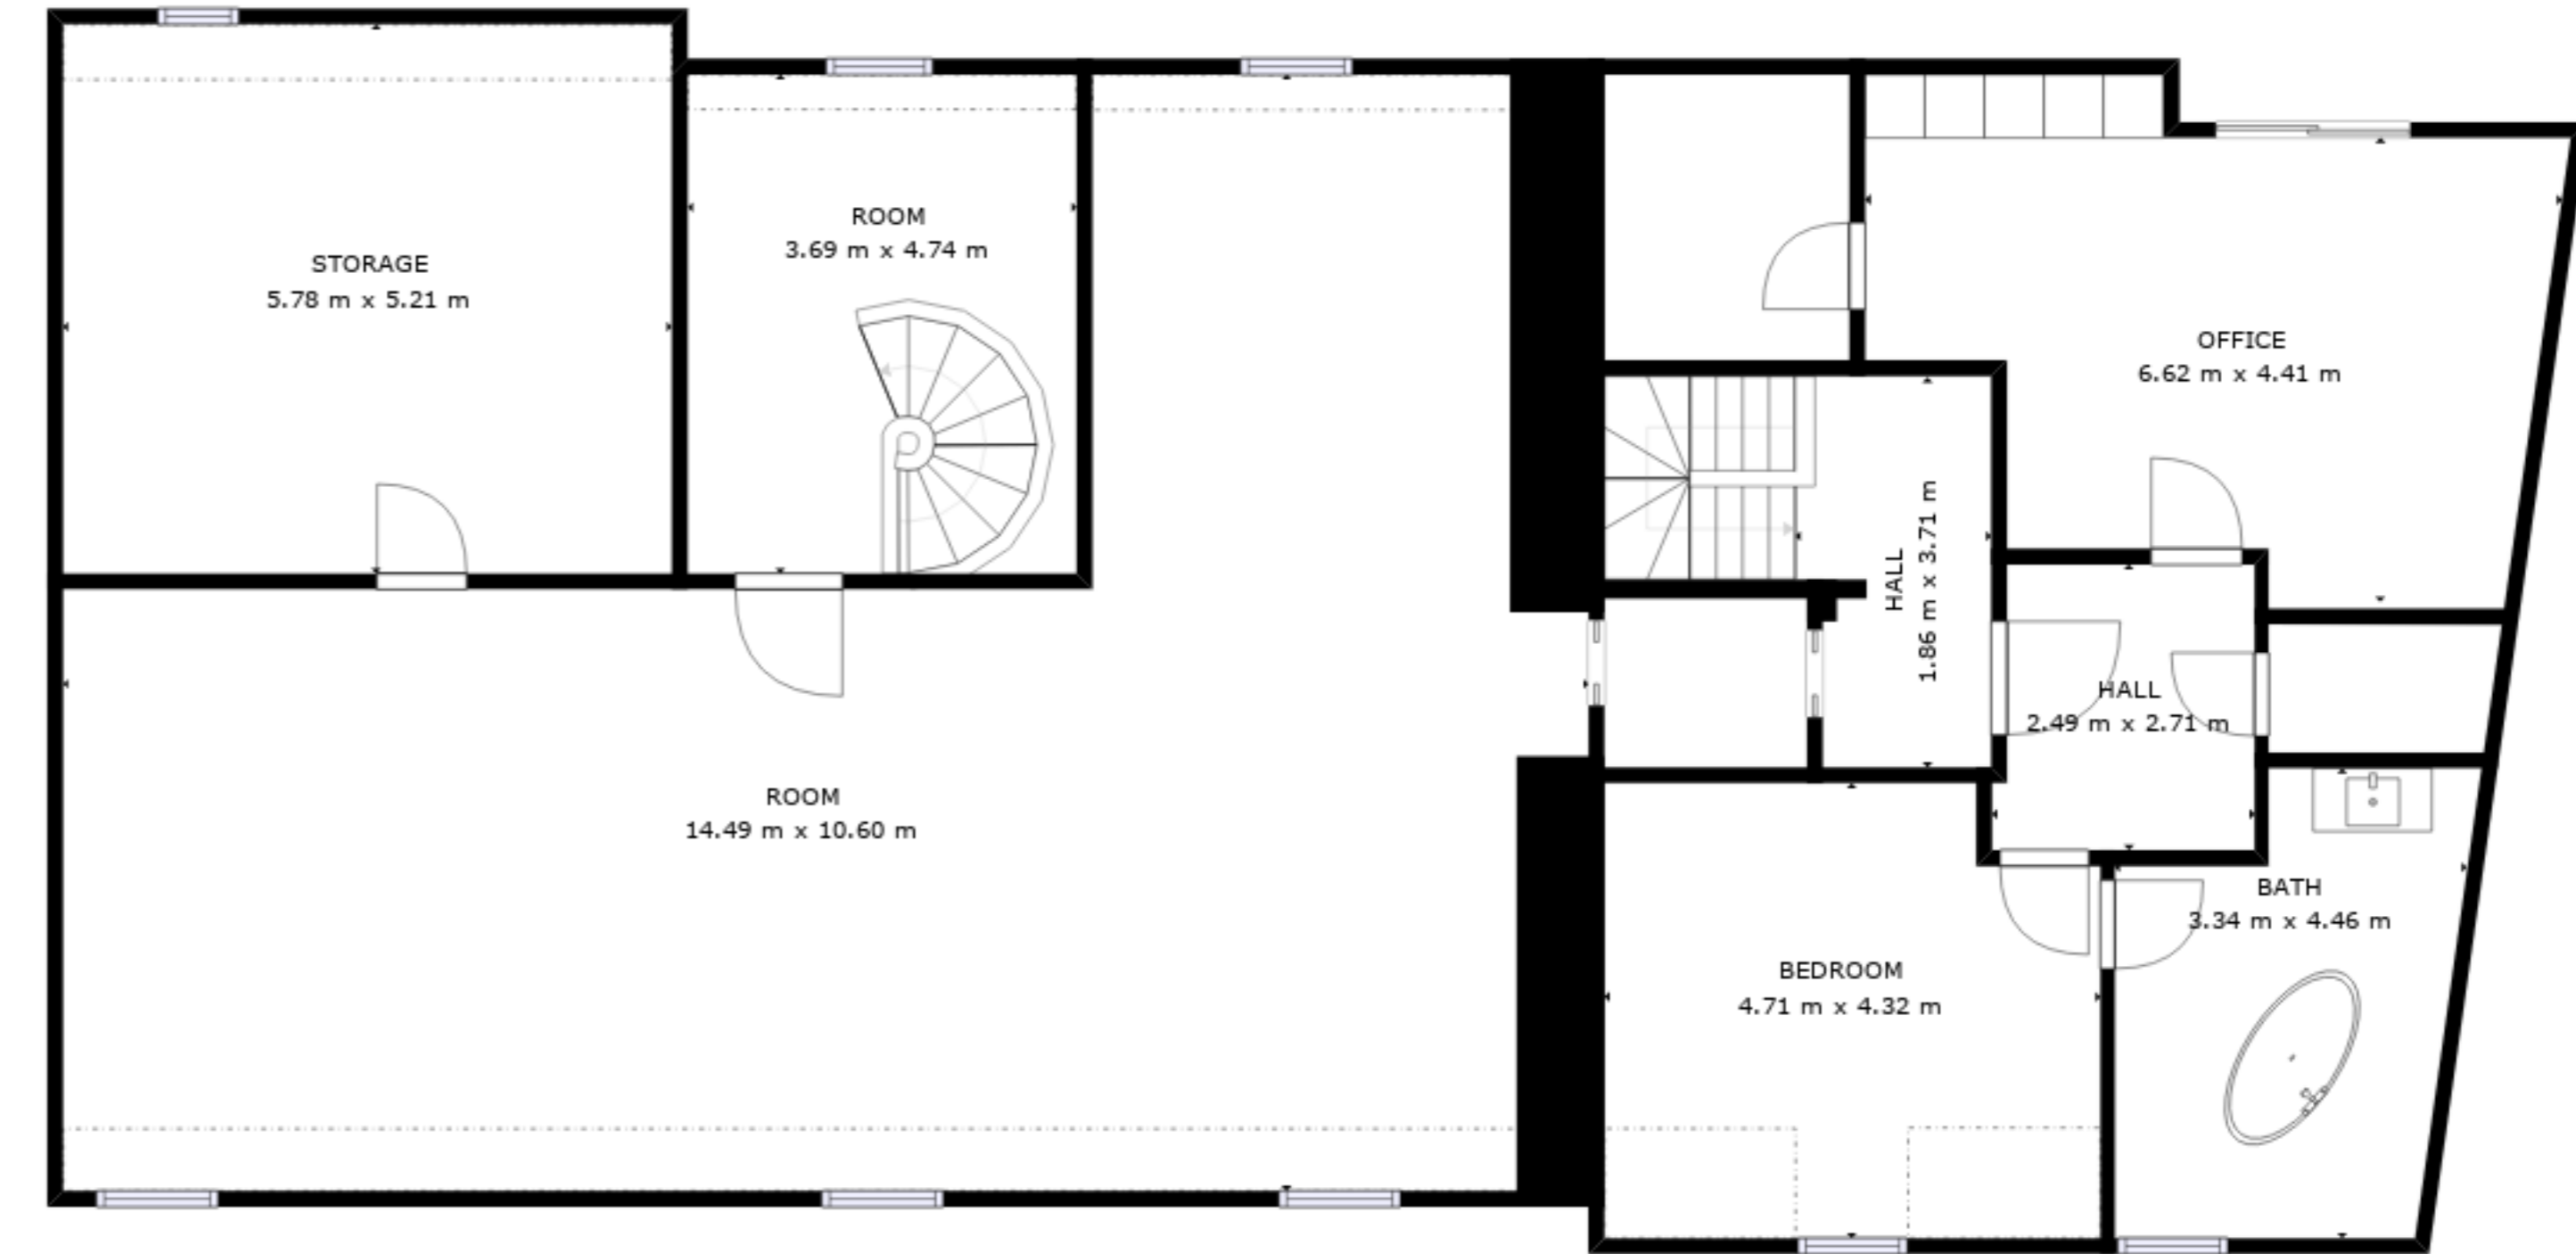 STORAGE
5.78 m x 5.21 m
ROOM
3.69 m x 4.74 m
OFFICE
6.62 m x 4.41 m
HALL
1.86 m x 3.71 m
HALL
2.49 m x 2.71 m
ROOM
14.49 m x 10.60 m
BATH
3.34 m x 4.46 m
BEDROOM
4.71 m x 4.32 m